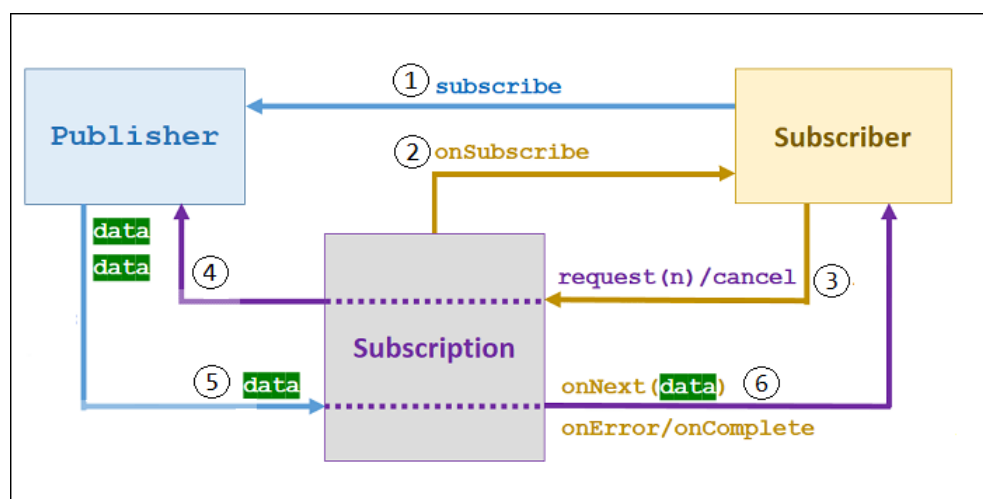 ① subscribe
Publisher
Subscriber
② onSubscribe
data
data
④
request(n)/cancel ③
Subscription
⑤ data
onNext(data) ⑥
onError/onComplete